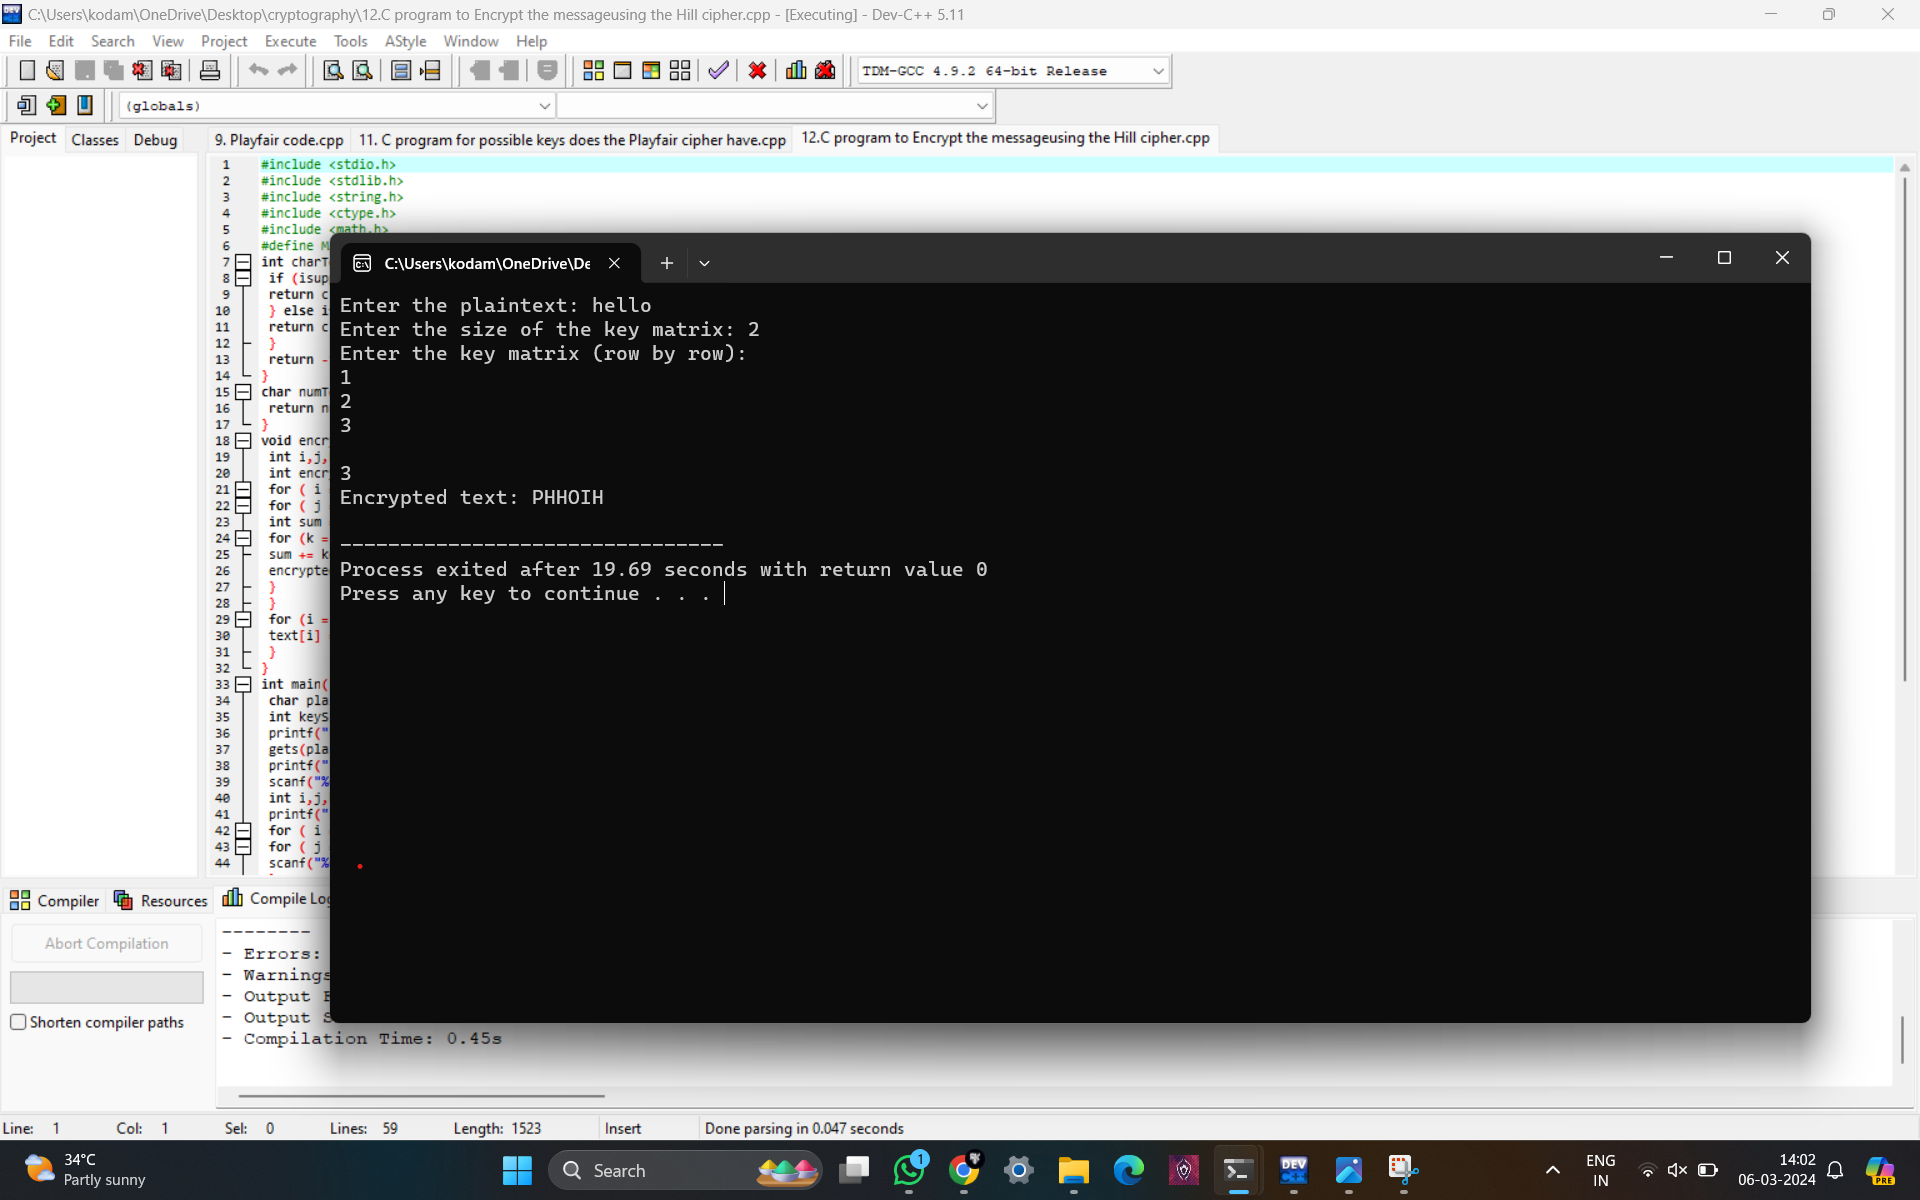 C:\Users\kodam\OneDrive\Desktop\cryptography\12.C program to Encrypt the messageusing the Hill cipher.cpp - [Executing] - Dev-C++ 5.11
File Edit Search View Project Execute Tools AStyle Window Help
TDM-GCC 4.9.2 64-bit Release
(globals)
Project Classes Debug
9. Playfair code.cpp 11. C program for possible keys does the Playfair cipher have.cpp 12.C program to Encrypt the messageusing the Hill cipher.cpp
1 #include <stdio.h>
2 #include <stdlib.h>
3 #include <string.h>
4 #include <ctype.h>
5 #include <math.h>
6 #define M
7 int charT
8 if (isup
9 return c
10 } else i
11 return c
12 }
13 return -
14 }
15 char numT
16 return n
17 }
18 void encr
19 int i,j,
20 int encr
21 for ( i
22 for ( j
23 int sum
24 for (k =
25 sum += k
26 encrypte
27 }
28 }
29 for (i =
30 text[i]
31 }
32 }
33 int main(
34 char pla
35 int keyS
36 printf("
37 gets(pla
38 printf("
39 scanf("%
40 int i,j,
41 printf("
42 for ( i
43 for ( j
44 scanf("%
C:\Users\kodam\OneDrive\De
Enter the plaintext: hello
Enter the size of the key matrix: 2
Enter the key matrix (row by row):
1
2
3
3
Encrypted text: PHHOIH
--------------------------------
Process exited after 19.69 seconds with return value 0
Press any key to continue . . .
Compiler Resources Compile Log
Abort Compilation
Shorten compiler paths
--------
- Errors:
- Warnings
- Output F
- Output S
- Compilation Time: 0.45s
Line: 1 Col: 1 Sel: 0 Lines: 59 Length: 1523 Insert Done parsing in 0.047 seconds
34°C
Partly sunny
Search
1
DEV
C++
ENG
IN
14:02
06-03-2024
PRE